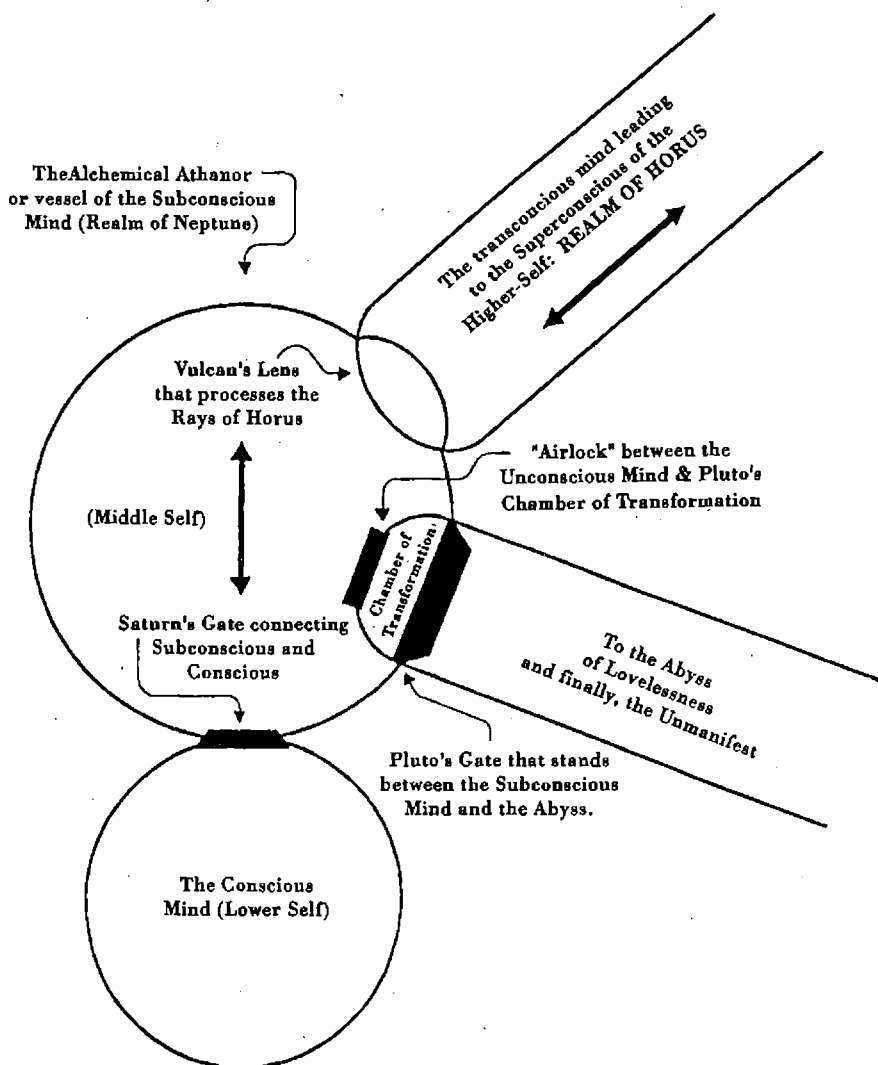 TheAlchemical Athanor
or vessel of the Subconscious
Mind (Realm of Neptune)
The transconcious mind leading
to the Superconscious of the
Higher-Self: REALM OF HORUS
Vulcan's Lens
that processes the
Rays of Horus
"Airlock" between the
Unconscious Mind & Pluto's
Chamber of Transformation
(Middle Self)
Chamber of
Transformation.
Saturn's Gate connecting
Subconscious and
Conscious
To the Abyss
of Lovelessness
and finally, the Unmanifest
Pluto's Gate that stands
between the Subconscious
Mind and the Abyss.
The Conscious
Mind (Lower Self)